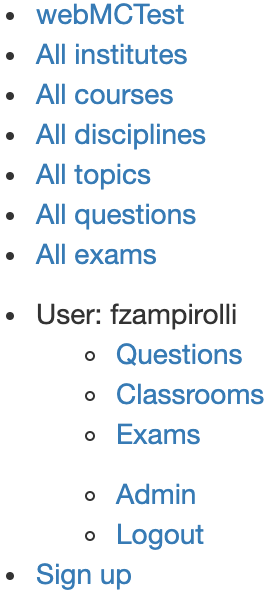 webMCTest
All institutes
All courses
All disciplines
All topics
All questions
All exams
User: fzampirolli
Questions
Classrooms
Exams
Admin
Logout
Sign up